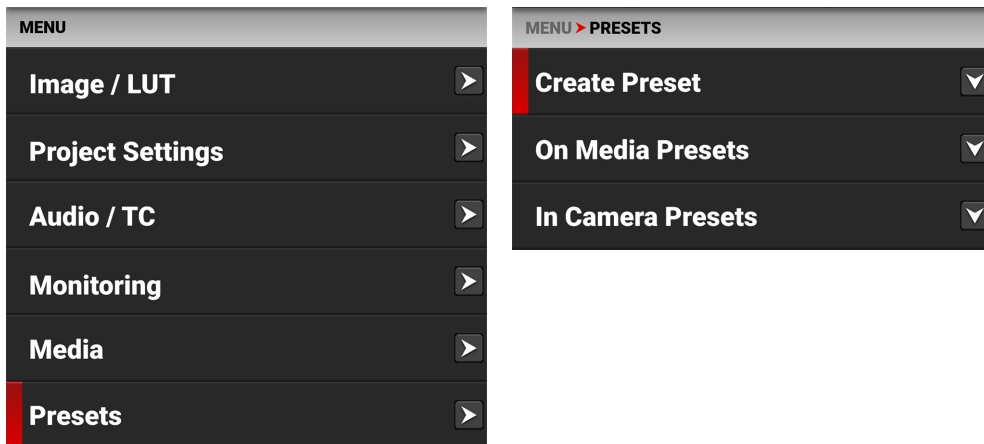 MENU
Image / LUT
Project Settings
Audio / TC
Monitoring
Media
Presets
MENU > PRESETS
Create Preset
On Media Presets
In Camera Presets